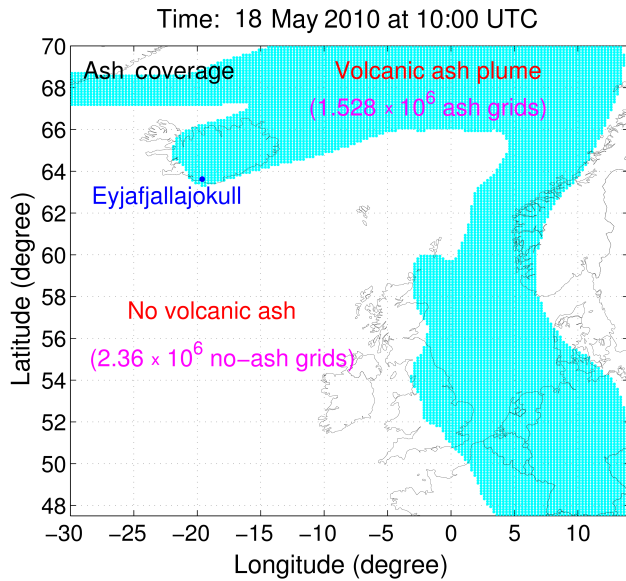 Time: 18 May 2010 at 10:00 UTC
70
68
66
64
62
60
58
56
54
52
50
48
Latitude (degree)
Ash coverage
Volcanic ash plume
(1.528 × 10⁶ ash grids)
Eyjafjallajokull
No volcanic ash
(2.36 × 10⁶ no−ash grids)
−30 −25 −20 −15 −10 −5 0 5 10
Longitude (degree)